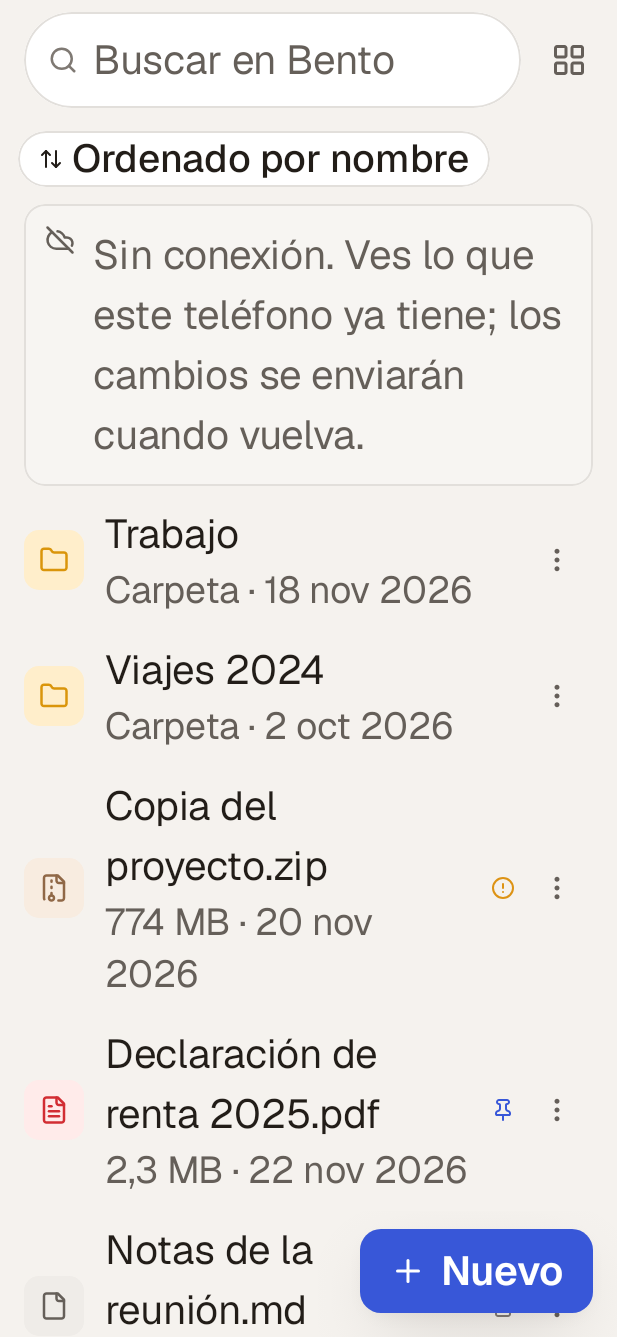 Buscar en Bento
Ordenado por nombre
Sin conexión. Ves lo que
este teléfono ya tiene; los
cambios se enviarán
cuando vuelva.
Trabajo
Carpeta · 18 nov 2026
Viajes 2024
Carpeta · 2 oct 2026
Copia del
proyecto.zip
774 MB · 20 nov
2026
Declaración de
renta 2025.pdf
2,3 MB · 22 nov 2026
Notas de la
reunión.md
+ Nuevo